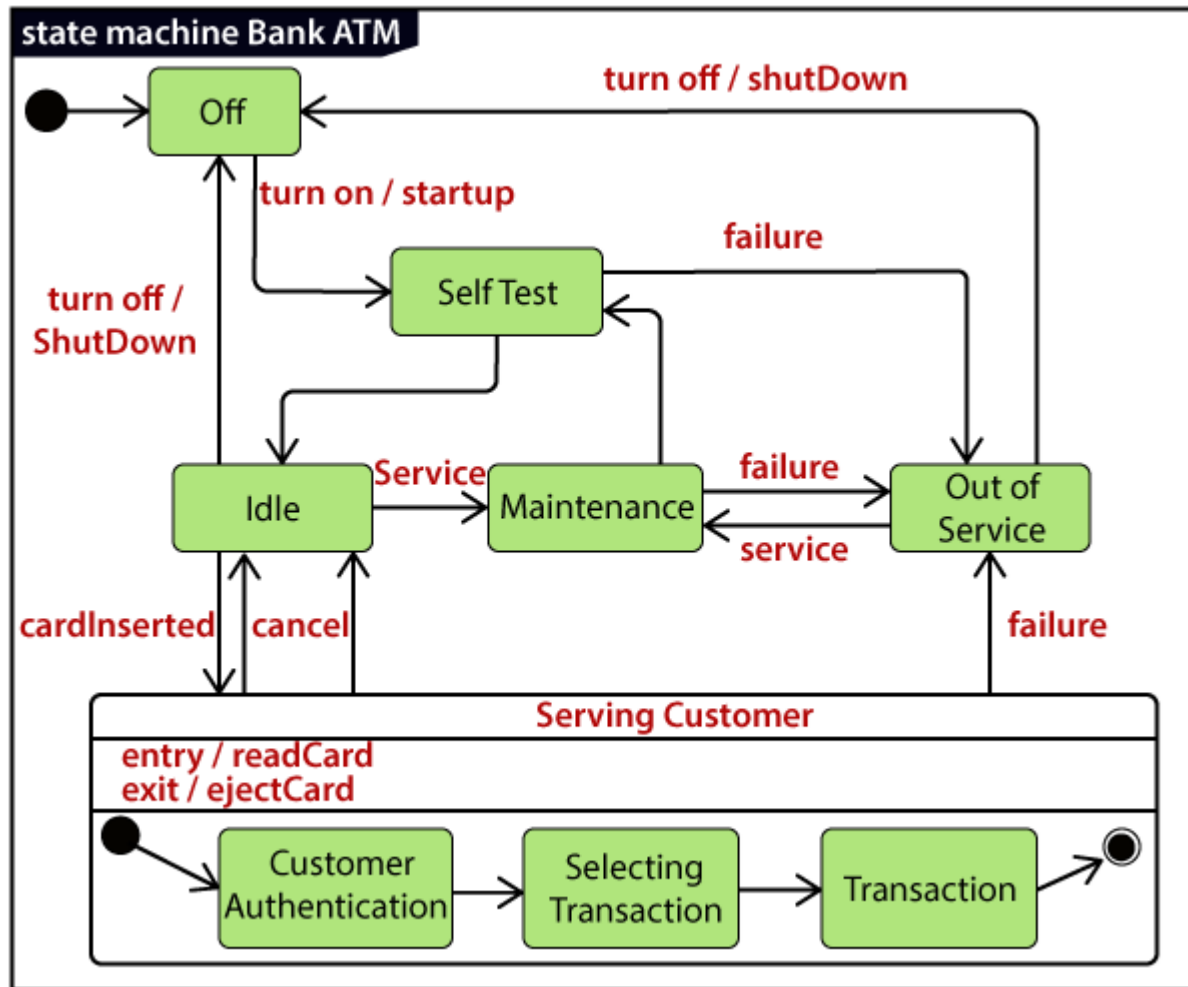 state machine Bank ATM
turn off / shutDown
Off
turn on / startup
failure
Self Test
turn off /
ShutDown
Service
failure
Idle
Maintenance
Out of
Service
service
cardInserted
cancel
failure
Serving Customer
entry / readCard
exit / ejectCard
Customer
Authentication
Selecting
Transaction
Transaction